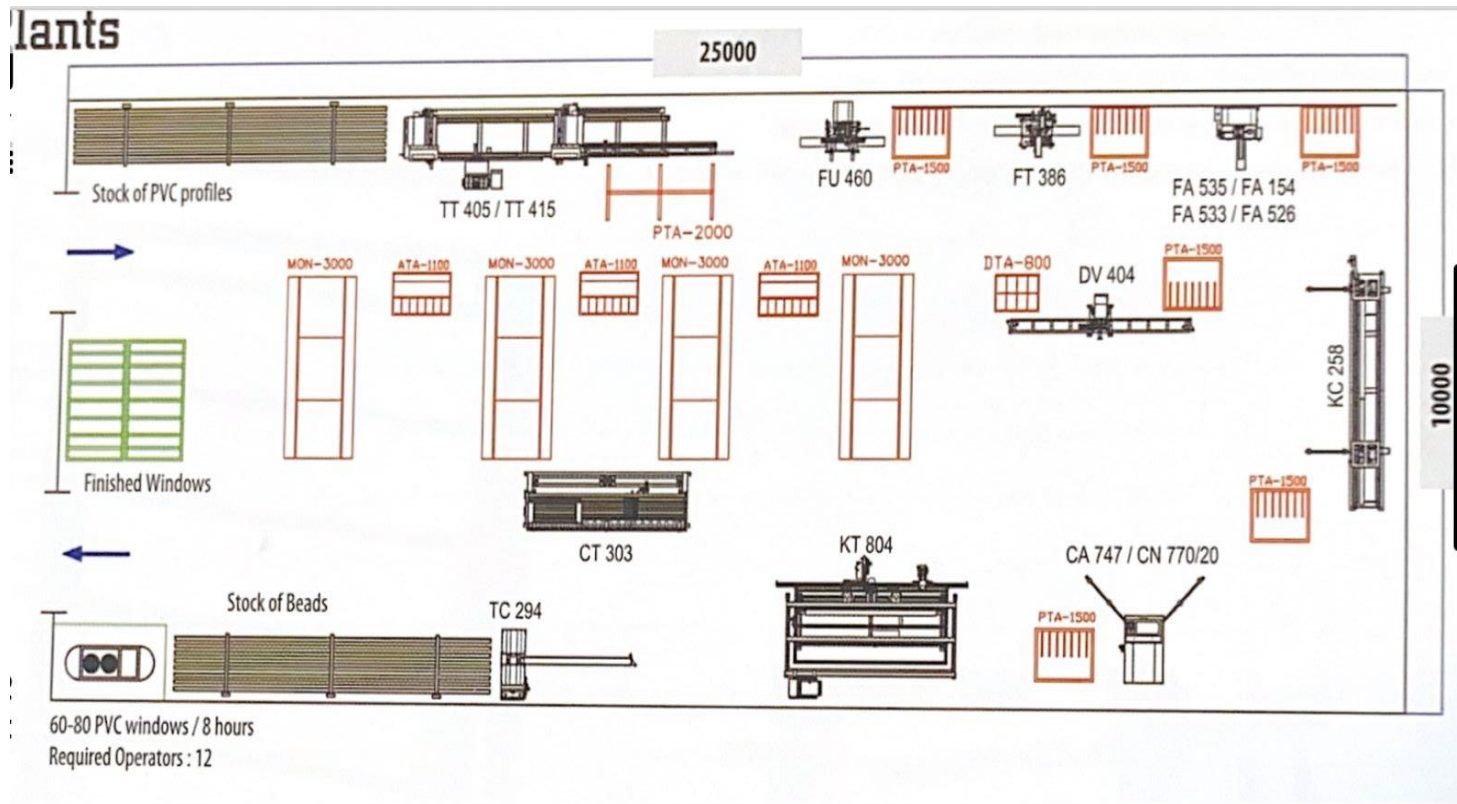 lants
25000
Stock of PVC profiles
TT 405 / TT 415
PTA-2000
FU 460
PTA-1500
FT 386
PTA-1500
FA 535 / FA 154
FA 533 / FA 526
PTA-1500
MON-3000
ATA-1100
MON-3000
ATA-1100
MON-3000
ATA-1100
MON-3000
DTA-800
DV 404
PTA-1500
KC 258
10000
Finished Windows
CT 303
KT 804
PTA-1500
CA 747 / CN 770/20
PTA-1500
Stock of Beads
TC 294
60-80 PVC windows / 8 hours
Required Operators : 12